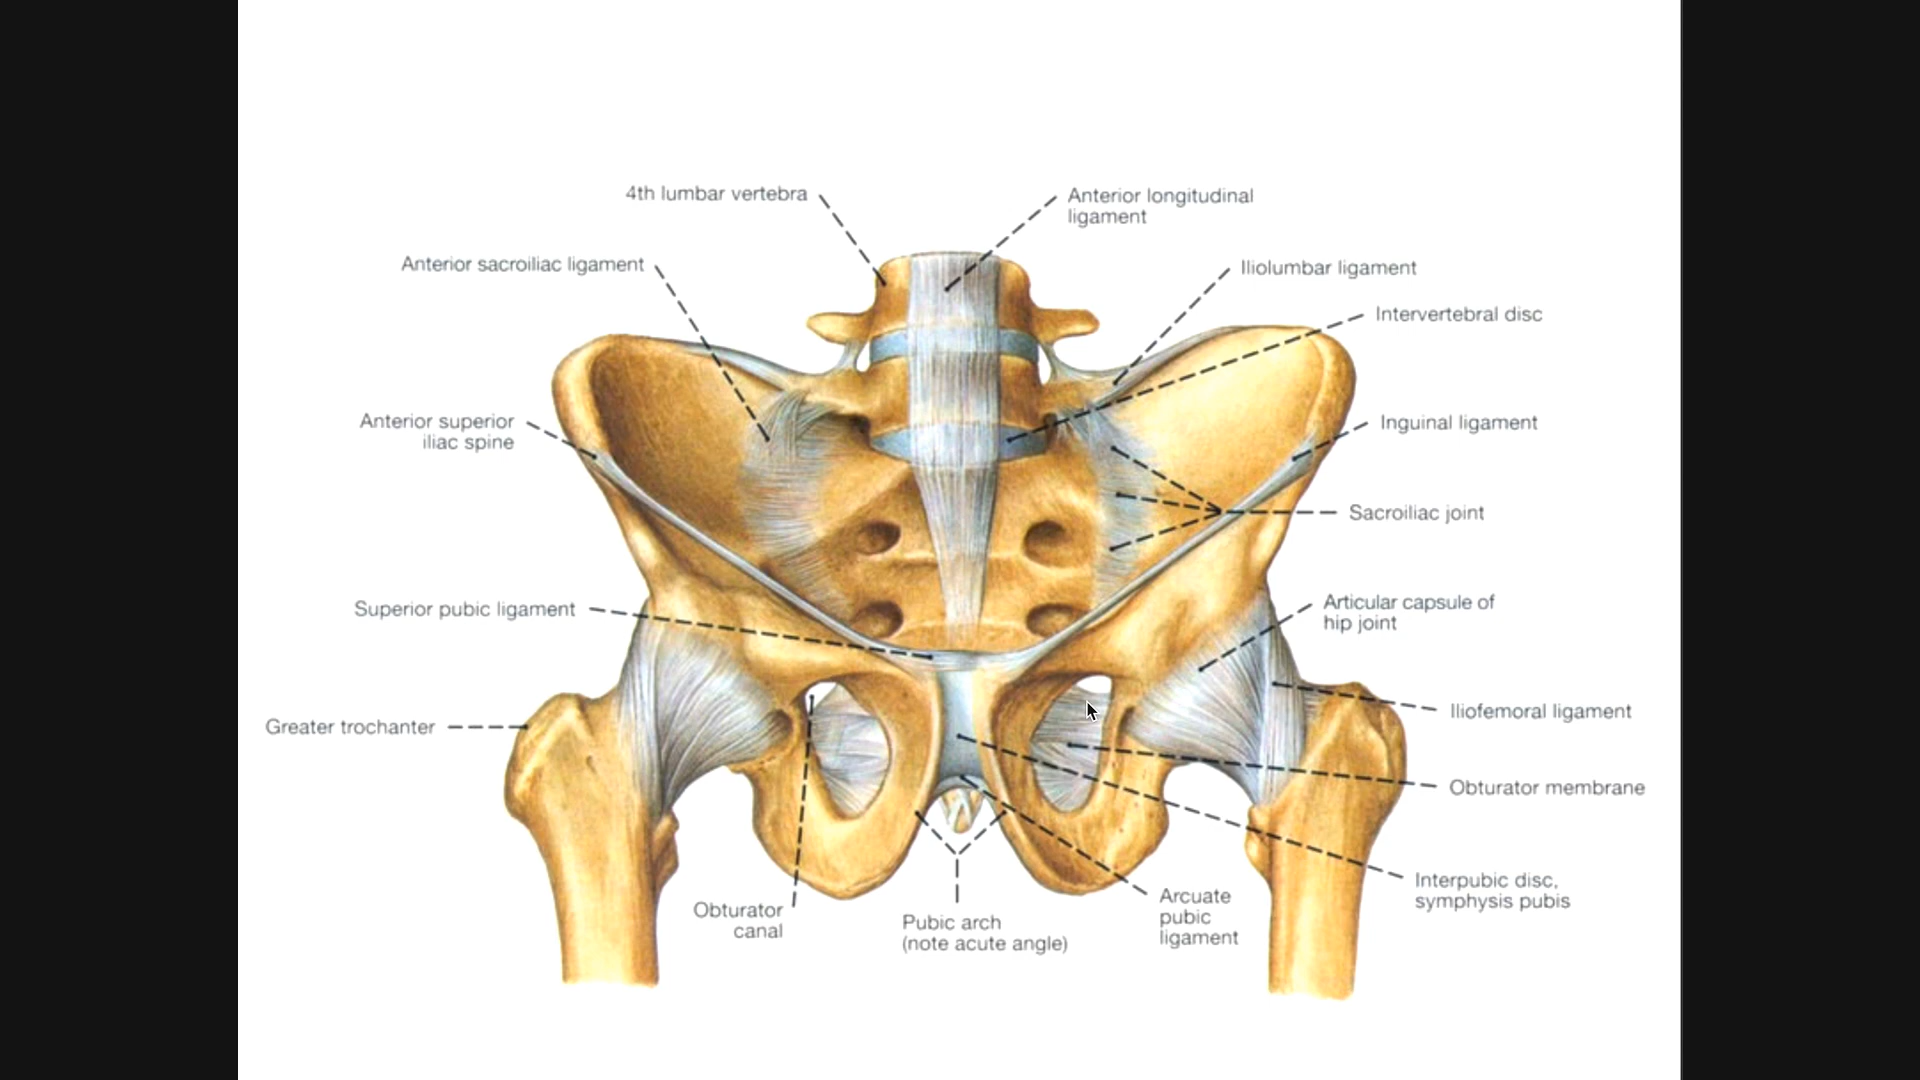 4th lumbar vertebra
Anterior longitudinal
ligament
Anterior sacroiliac ligament
Iliolumbar ligament
Intervertebral disc
Anterior superior
iliac spine
Inguinal ligament
Sacroiliac joint
Superior pubic ligament
Articular capsule of
hip joint
Greater trochanter
Iliofemoral ligament
Obturator membrane
Interpubic disc,
symphysis pubis
Obturator
canal
Pubic arch
(note acute angle)
Arcuate
pubic
ligament